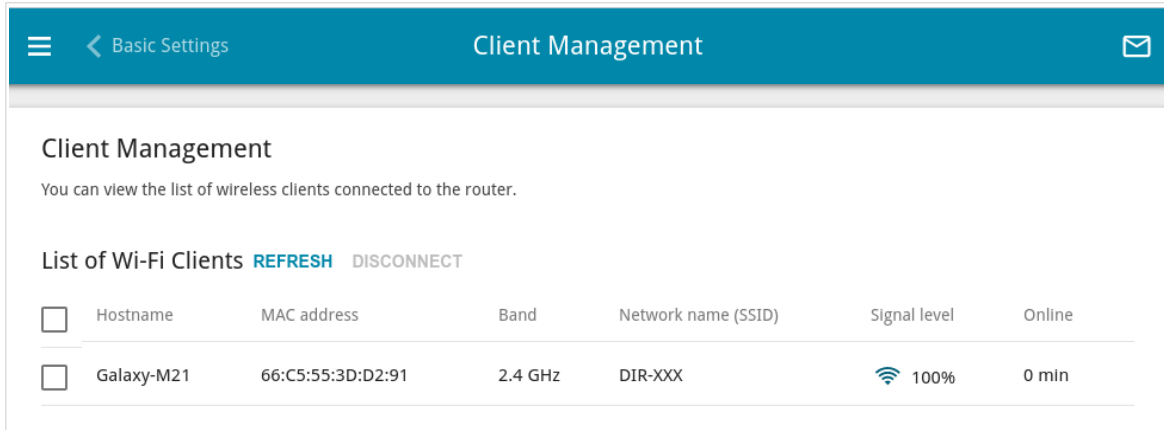 Basic Settings Client Management
Client Management
You can view the list of wireless clients connected to the router.
List of Wi-Fi Clients REFRESH DISCONNECT
Hostname MAC address Band Network name (SSID) Signal level Online
Galaxy-M21 66:C5:55:3D:D2:91 2.4 GHz DIR-XXX 100% 0 min